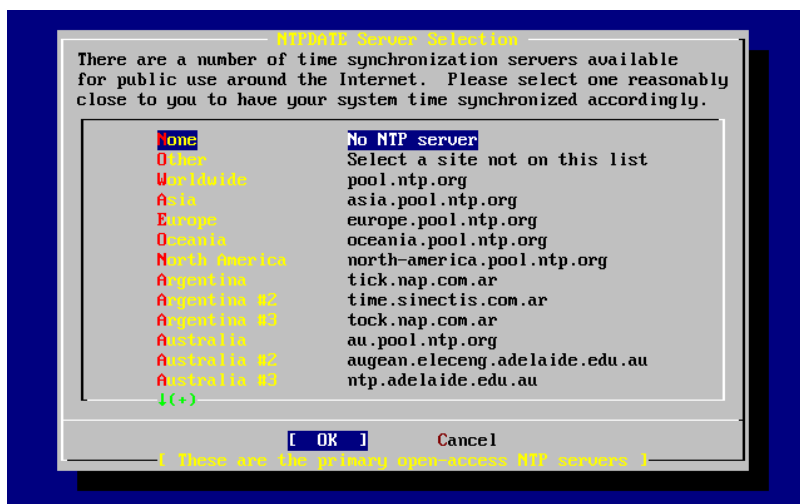 NTPDATE Server Selection
There are a number of time synchronization servers available
for public use around the Internet.  Please select one reasonably
close to you to have your system time synchronized accordingly.
None No NTP server
Other Select a site not on this list
Worldwide pool.ntp.org
Asia asia.pool.ntp.org
Europe europe.pool.ntp.org
Oceania oceania.pool.ntp.org
North America north-america.pool.ntp.org
Argentina tick.nap.com.ar
Argentina #2 time.sinectis.com.ar
Argentina #3 tock.nap.com.ar
Australia au.pool.ntp.org
Australia #2 augean.eleceng.adelaide.edu.au
Australia #3 ntp.adelaide.edu.au
↓(+)
[ OK ] Cancel
[ These are the primary open-access NTP servers ]